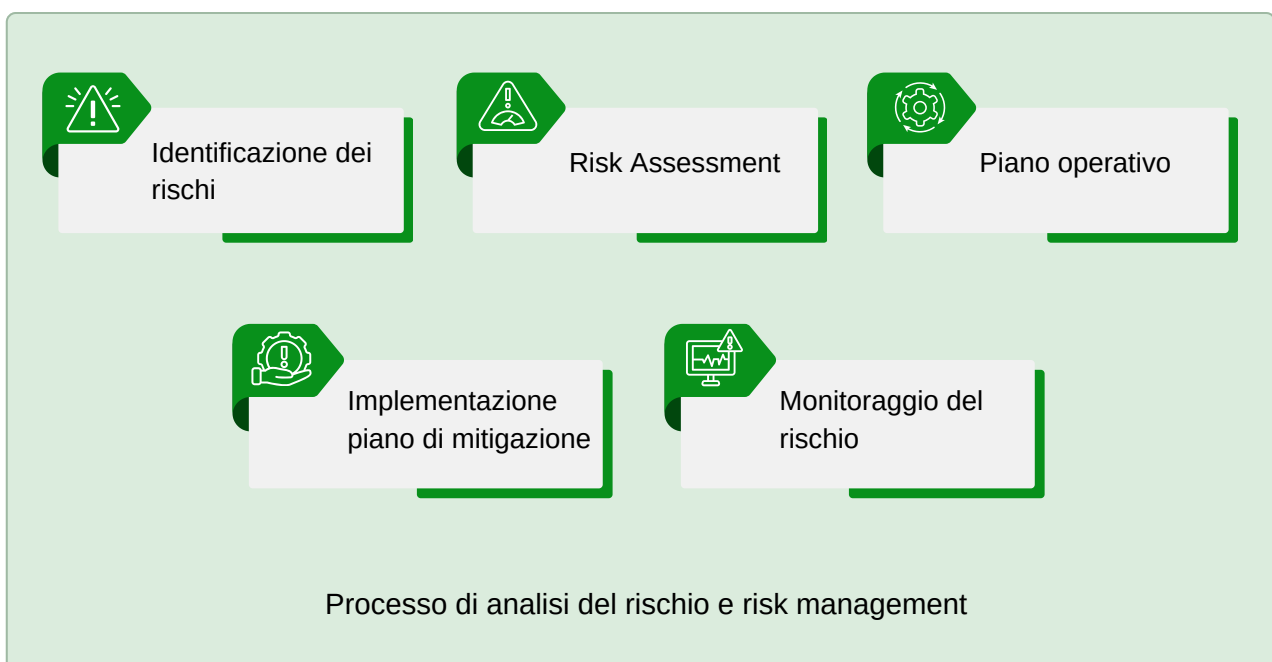 Identificazione dei
rischi
Risk Assessment
Piano operativo
Implementazione
piano di mitigazione
Monitoraggio del
rischio
Processo di analisi del rischio e risk management